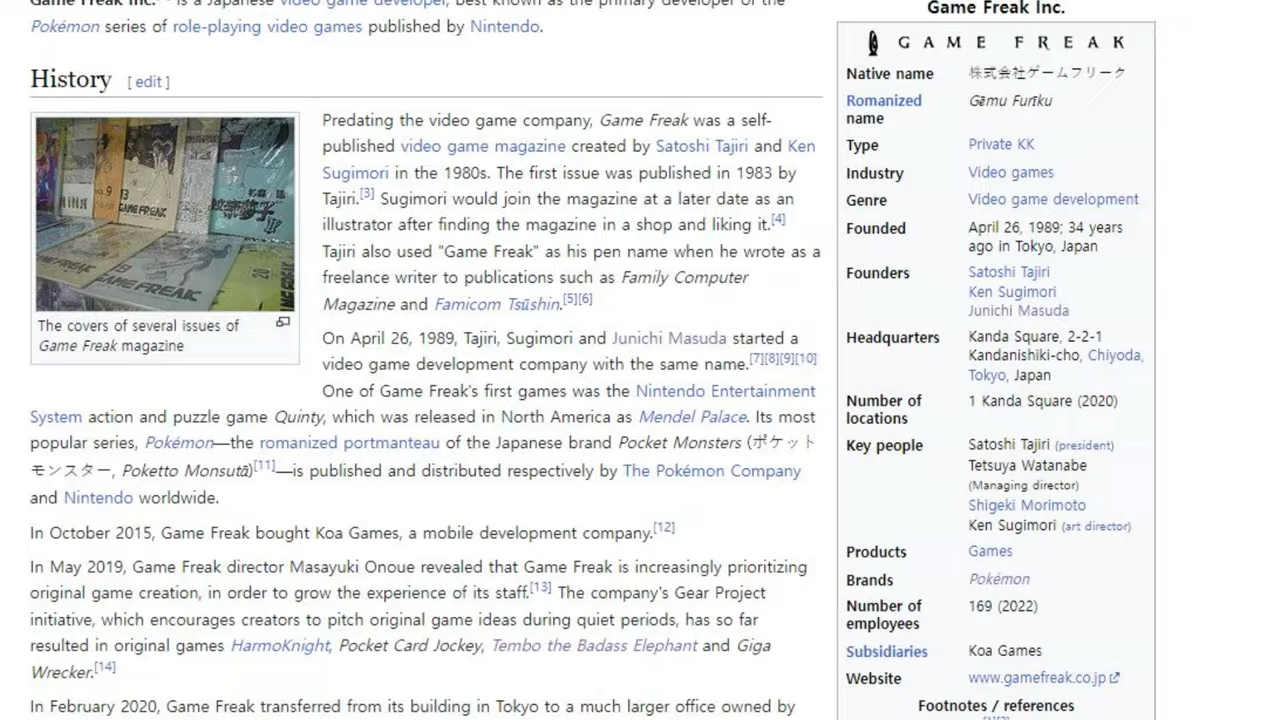 Game Freak Inc. is a Japanese video game developer, best known as the primary developer of the
Pokémon series of role-playing video games published by Nintendo.
History [ edit ]
VOL.9
13
GAME FREAK
杉森 建
GAME FREAK
13
GAME FREAK
20
GAME FREAK
The covers of several issues of
Game Freak magazine
Predating the video game company, Game Freak was a self-
published video game magazine created by Satoshi Tajiri and Ken
Sugimori in the 1980s. The first issue was published in 1983 by
Tajiri.[3] Sugimori would join the magazine at a later date as an
illustrator after finding the magazine in a shop and liking it.[4]
Tajiri also used "Game Freak" as his pen name when he wrote as a
freelance writer to publications such as Family Computer
Magazine and Famicom Tsūshin.[5][6]
On April 26, 1989, Tajiri, Sugimori and Junichi Masuda started a
video game development company with the same name.[7][8][9][10]
One of Game Freak's first games was the Nintendo Entertainment
System action and puzzle game Quinty, which was released in North America as Mendel Palace. Its most
popular series, Pokémon—the romanized portmanteau of the Japanese brand Pocket Monsters (ポケット
モンスター, Poketto Monsutā)[11]—is published and distributed respectively by The Pokémon Company
and Nintendo worldwide.
In October 2015, Game Freak bought Koa Games, a mobile development company.[12]
In May 2019, Game Freak director Masayuki Onoue revealed that Game Freak is increasingly prioritizing
original game creation, in order to grow the experience of its staff.[13] The company's Gear Project
initiative, which encourages creators to pitch original game ideas during quiet periods, has so far
resulted in original games HarmoKnight, Pocket Card Jockey, Tembo the Badass Elephant and Giga
Wrecker.[14]
In February 2020, Game Freak transferred from its building in Tokyo to a much larger office owned by
Game Freak Inc.
GAME FREAK
Native name 株式会社ゲームフリーク
Romanized name Gēmu Furīku
Type Private KK
Industry Video games
Genre Video game development
Founded April 26, 1989; 34 years
ago in Tokyo, Japan
Founders Satoshi Tajiri
Ken Sugimori
Junichi Masuda
Headquarters Kanda Square, 2-2-1
Kandanishiki-cho, Chiyoda,
Tokyo, Japan
Number of locations 1 Kanda Square (2020)
Key people Satoshi Tajiri (president)
Tetsuya Watanabe
(Managing director)
Shigeki Morimoto
Ken Sugimori (art director)
Products Games
Brands Pokémon
Number of employees 169 (2022)
Subsidiaries Koa Games
Website www.gamefreak.co.jp
Footnotes / references